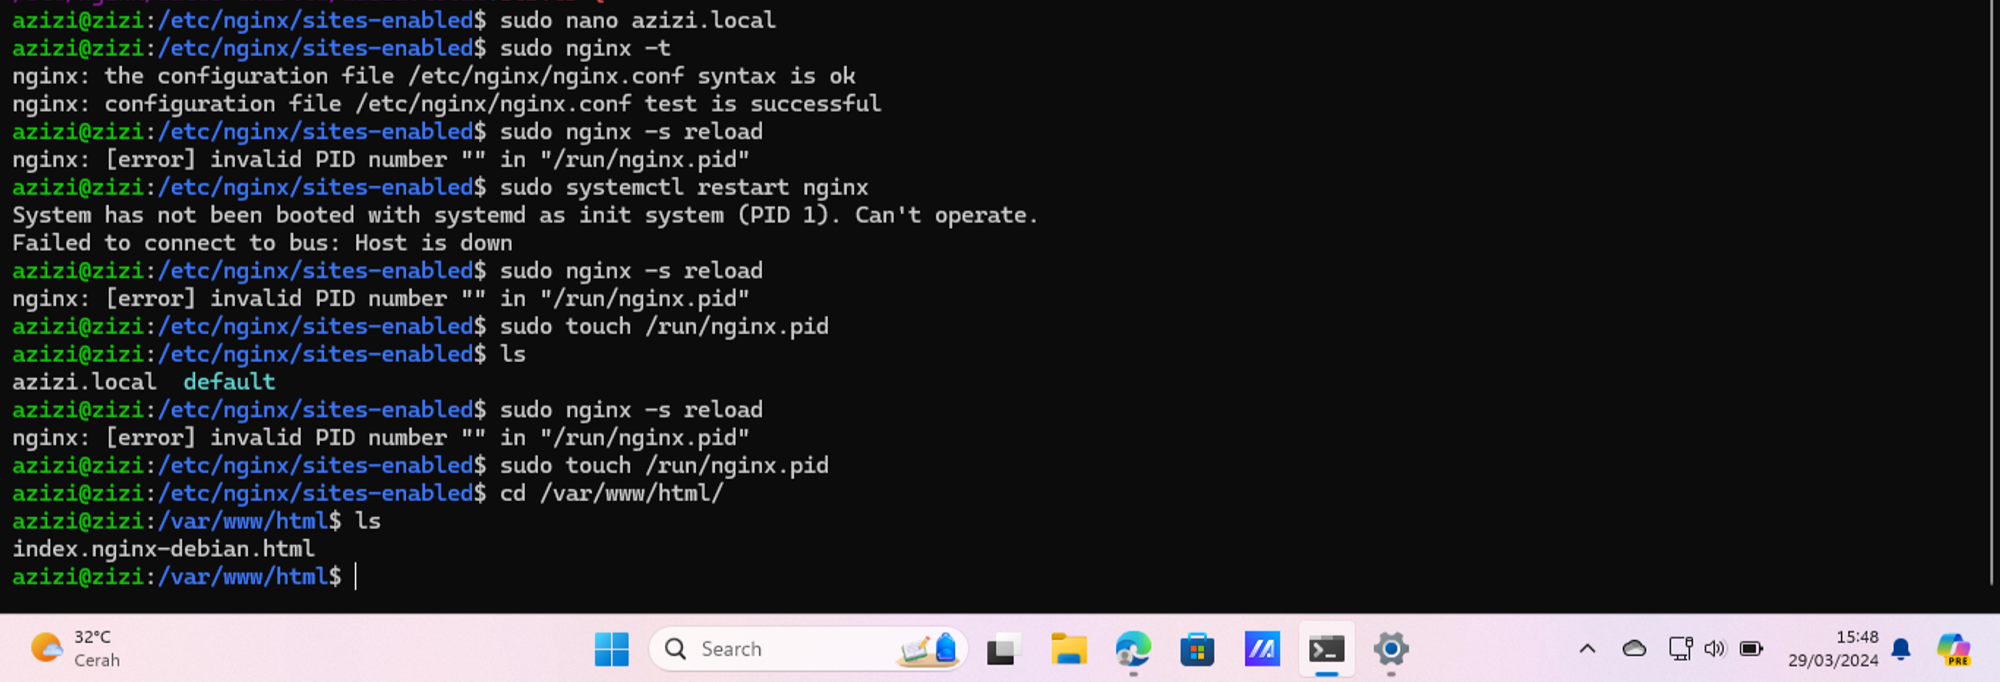 azizi@zizi:/etc/nginx/sites-enabled$ sudo nano azizi.local
azizi@zizi:/etc/nginx/sites-enabled$ sudo nginx -t
nginx: the configuration file /etc/nginx/nginx.conf syntax is ok
nginx: configuration file /etc/nginx/nginx.conf test is successful
azizi@zizi:/etc/nginx/sites-enabled$ sudo nginx -s reload
nginx: [error] invalid PID number "" in "/run/nginx.pid"
azizi@zizi:/etc/nginx/sites-enabled$ sudo systemctl restart nginx
System has not been booted with systemd as init system (PID 1). Can't operate.
Failed to connect to bus: Host is down
azizi@zizi:/etc/nginx/sites-enabled$ sudo nginx -s reload
nginx: [error] invalid PID number "" in "/run/nginx.pid"
azizi@zizi:/etc/nginx/sites-enabled$ sudo touch /run/nginx.pid
azizi@zizi:/etc/nginx/sites-enabled$ ls
azizi.local  default
azizi@zizi:/etc/nginx/sites-enabled$ sudo nginx -s reload
nginx: [error] invalid PID number "" in "/run/nginx.pid"
azizi@zizi:/etc/nginx/sites-enabled$ sudo touch /run/nginx.pid
azizi@zizi:/etc/nginx/sites-enabled$ cd /var/www/html/
azizi@zizi:/var/www/html$ ls
index.nginx-debian.html
azizi@zizi:/var/www/html$
32°C
Cerah
Search
15:48
29/03/2024
PRE